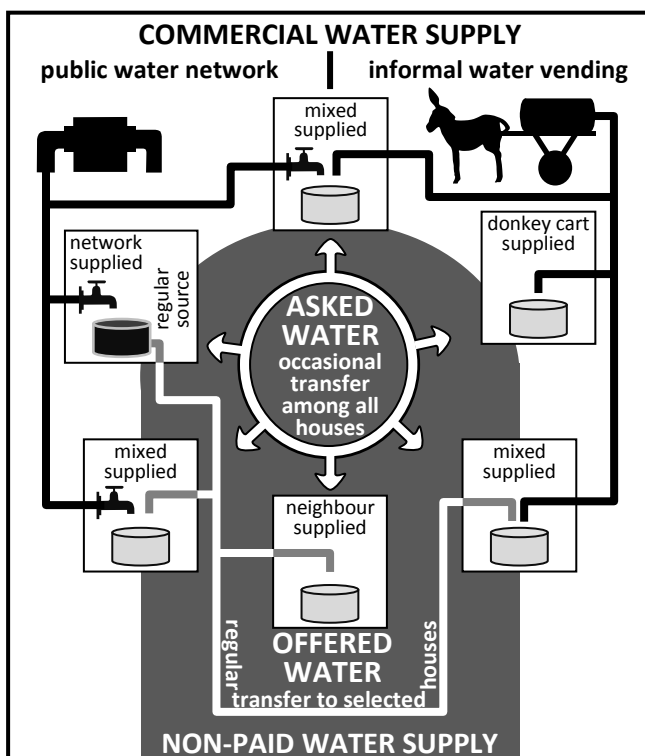 COMMERCIAL WATER SUPPLY
public water network
informal water vending
mixed
supplied
network
supplied
regular
source
donkey cart
supplied
ASKED
WATER
occasional
transfer
among all
houses
mixed
supplied
neighbour
supplied
mixed
supplied
OFFERED
WATER
regular
transfer to selected
houses
NON-PAID WATER SUPPLY